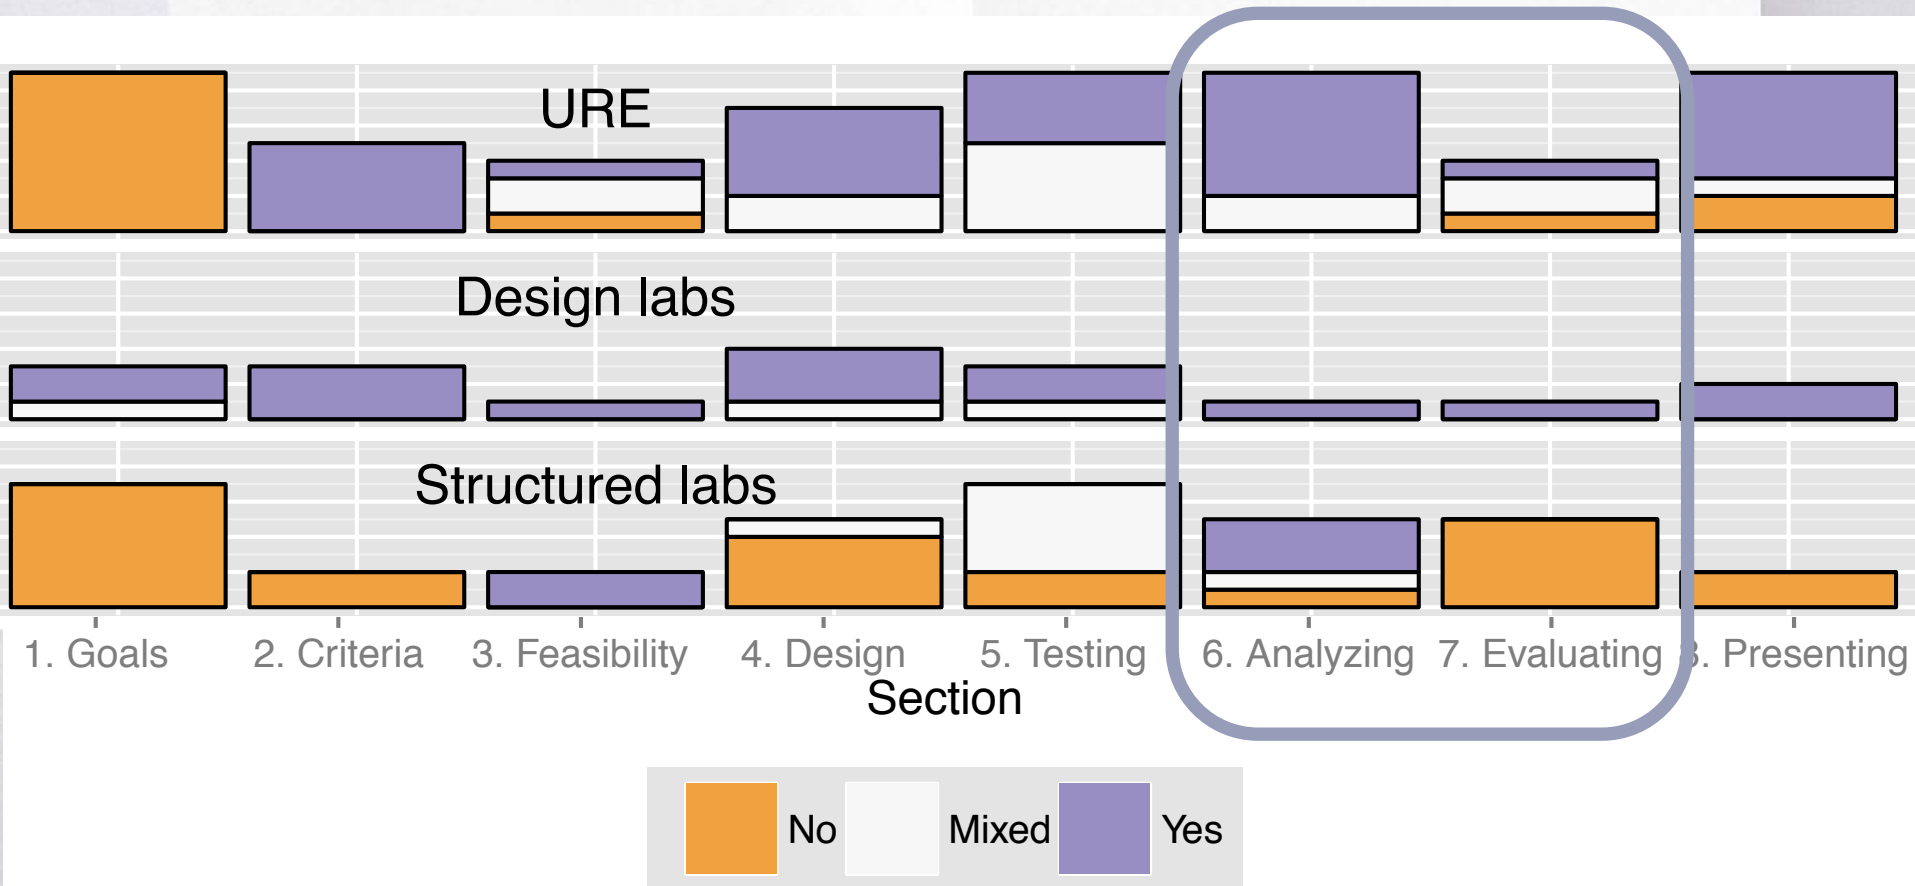 URE
Design labs
Structured labs
1. Goals 2. Criteria 3. Feasibility 4. Design 5. Testing 6. Analyzing 7. Evaluating 8. Presenting
Section
No Mixed Yes